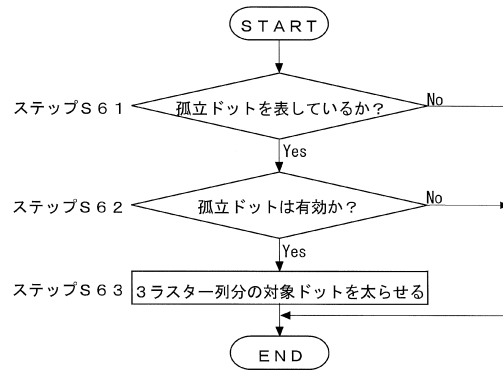 START
ステップS61
孤立ドットを表しているか?
No
Yes
ステップS62
孤立ドットは有効か?
No
Yes
ステップS63
3ラスター列分の対象ドットを太らせる
END